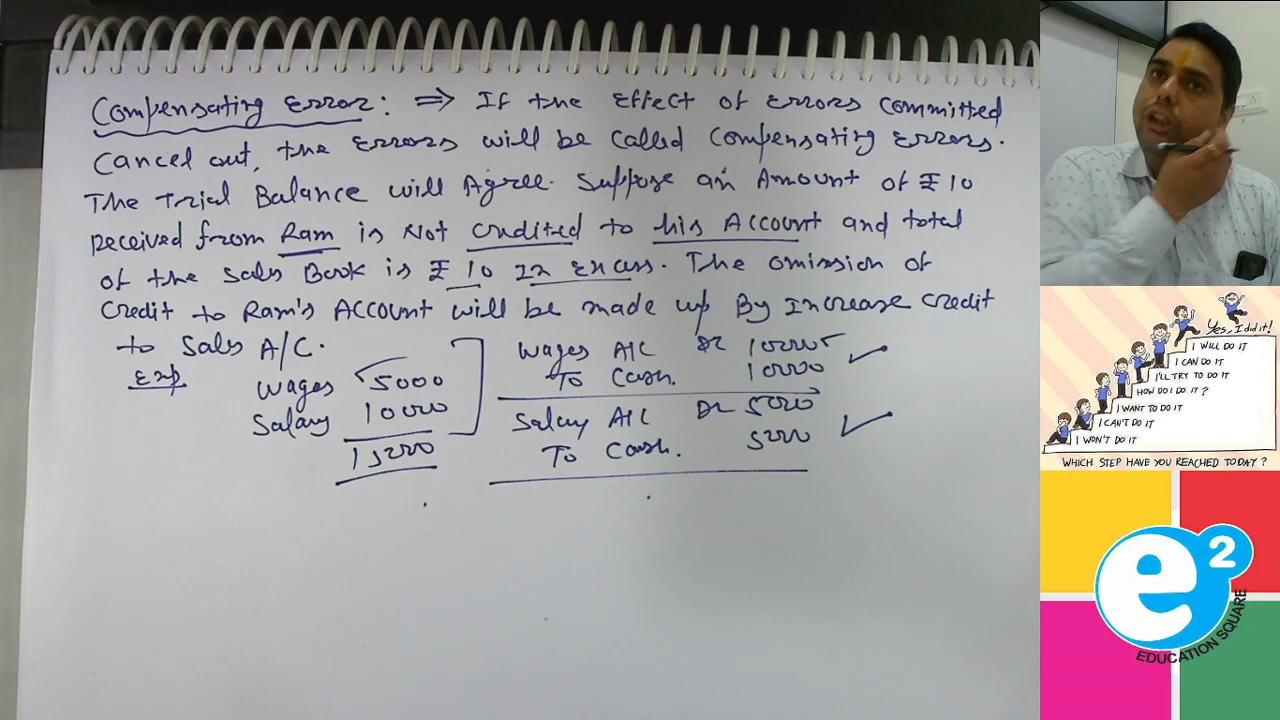 Compensating Error: ⇒ If the Effect of Errors committed
cancel out, the Errors will be called Compensating Errors.
The Trial Balance will Agree. Suppose an Amount of ₹10
received from Ram is Not credited to his Account and total
of the Sales Book is ₹10 In Excess. The omission of
credit to Ram's Account will be made up By Increase credit
to Sales A/C.
Exp
Wages 5000
Salary 10000
15000
Wages A/C Dr 10000
To Cash. 10000
Salary A/C Dr 5000
To Cash. 5000
Yes, I did it!
I WILL DO IT
I CAN DO IT
I'LL TRY TO DO IT
HOW DO I DO IT ?
I WANT TO DO IT
I CAN'T DO IT
I WON'T DO IT
WHICH STEP HAVE YOU REACHED TODAY ?
e2
EDUCATION SQUARE